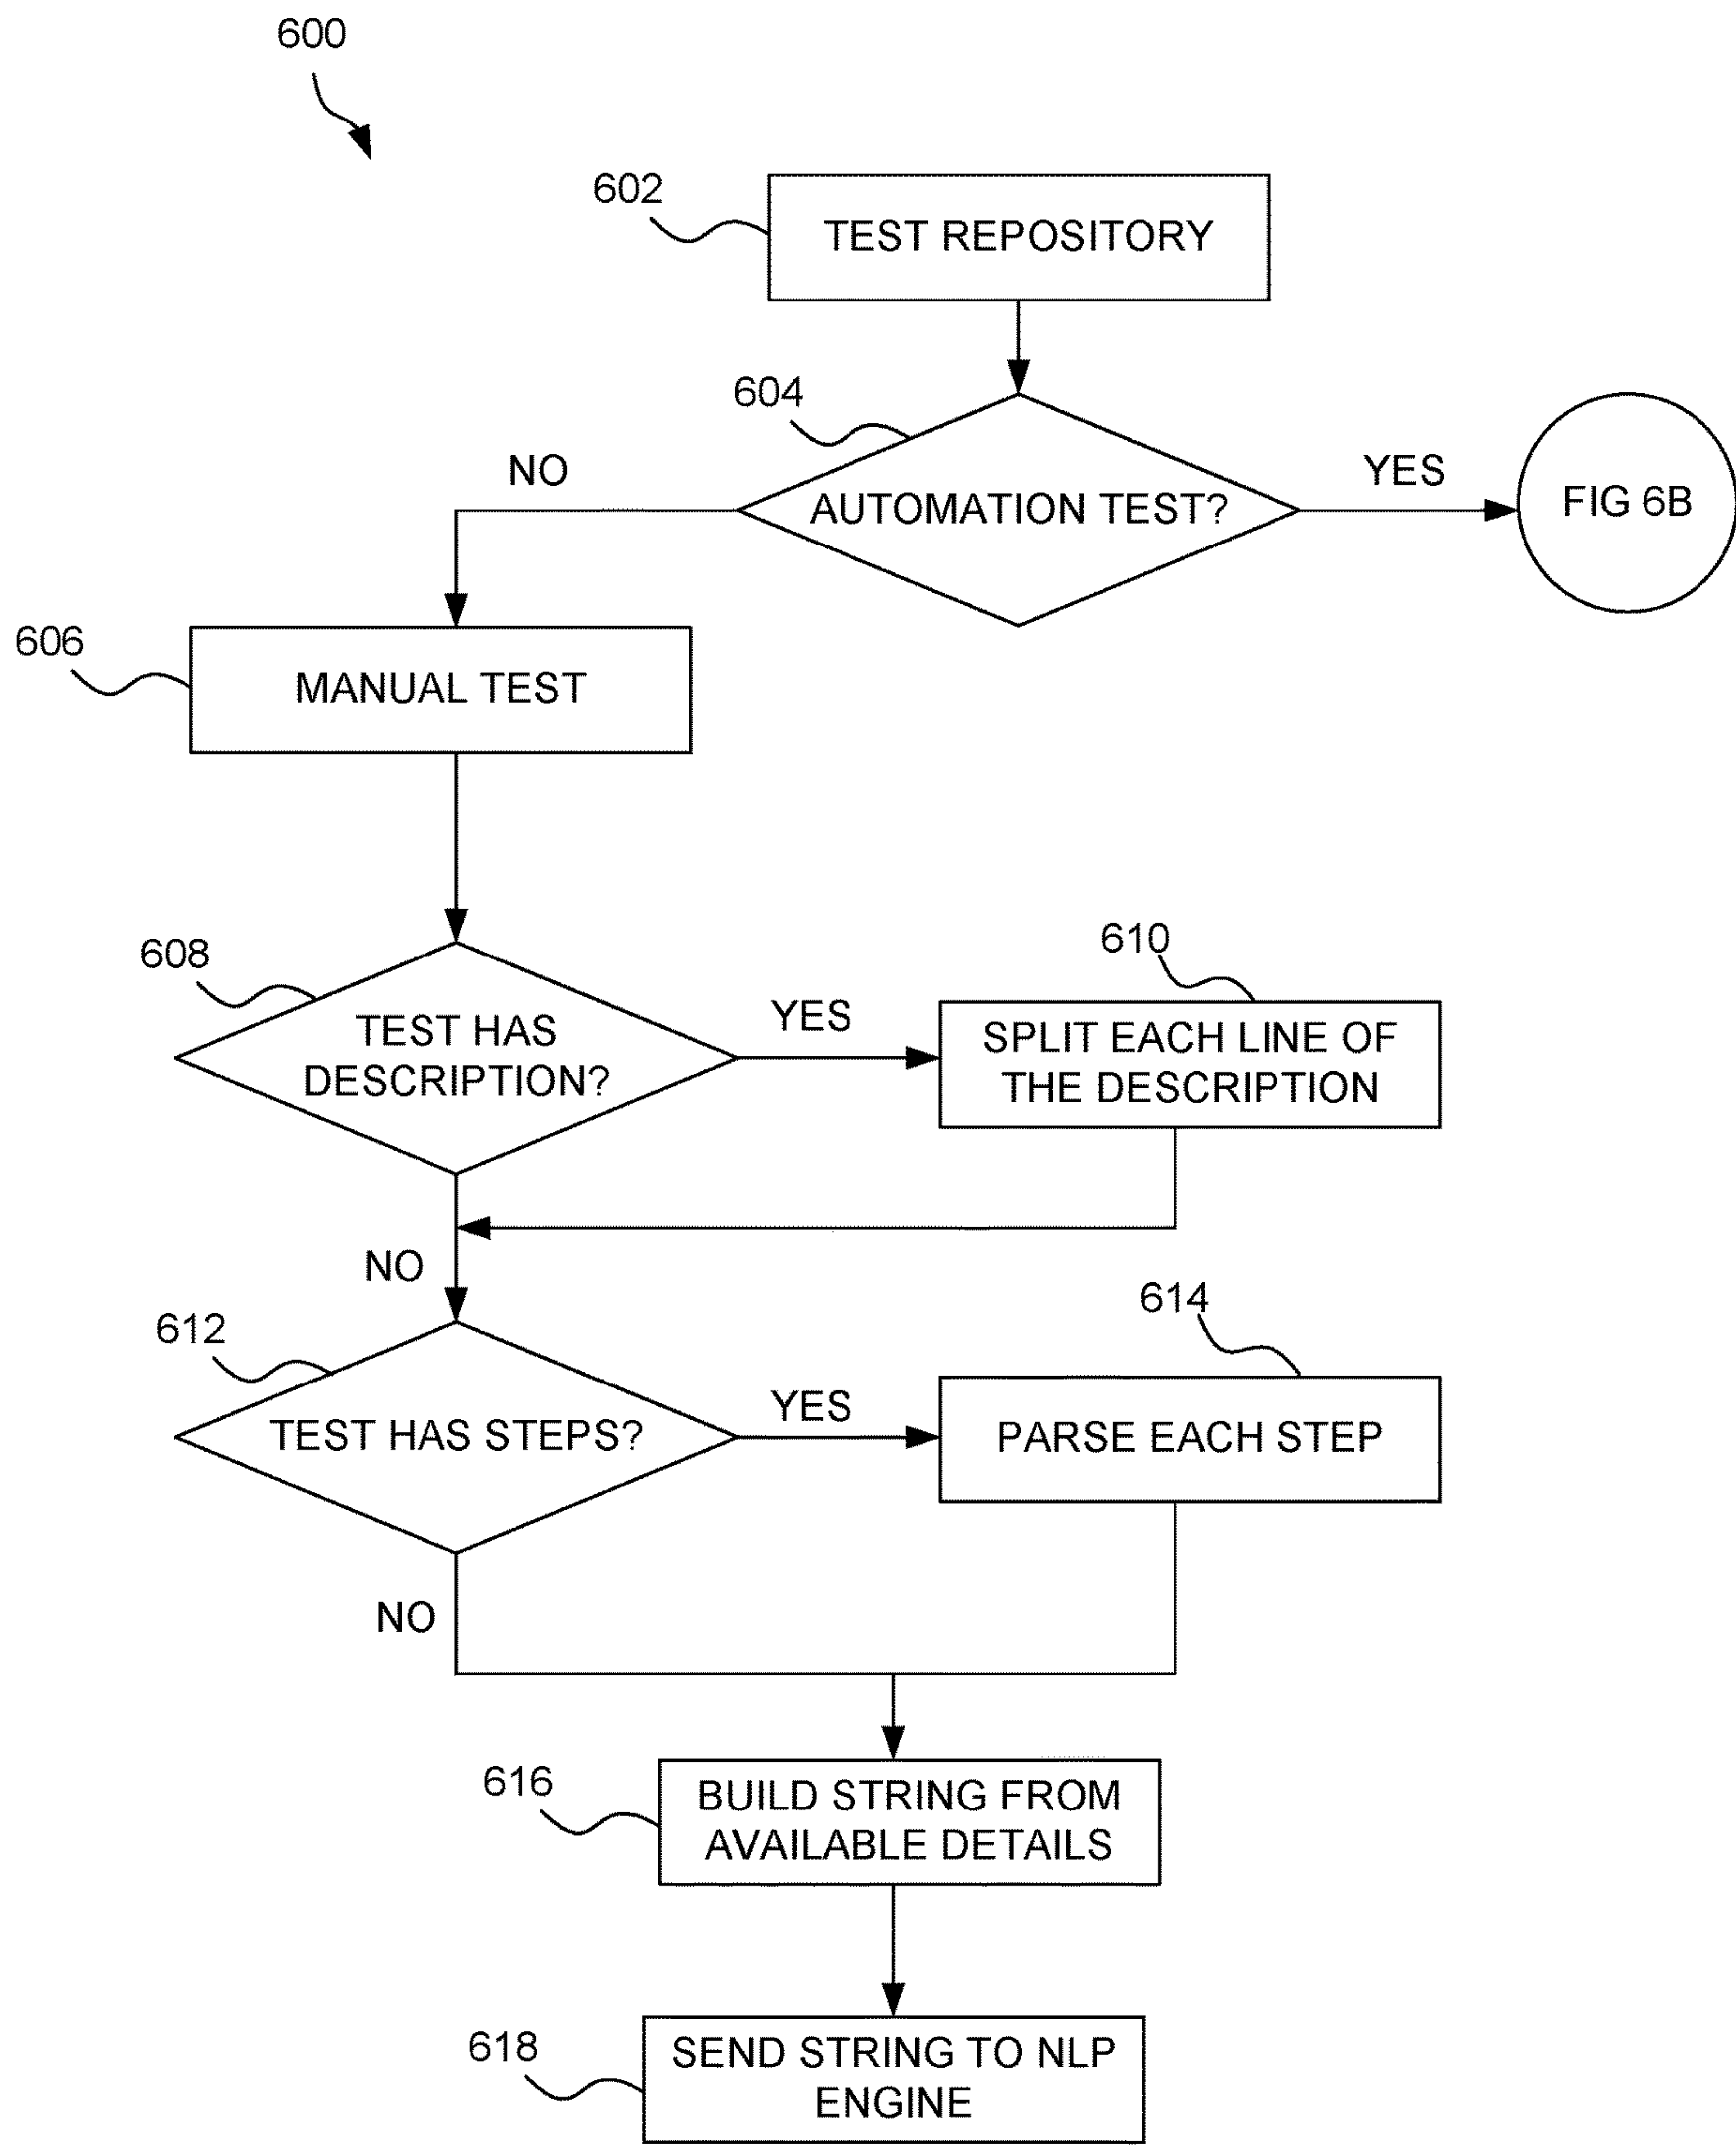 600
602
TEST REPOSITORY
604
NO
AUTOMATION TEST?
YES
FIG 6B
606
MANUAL TEST
608
TEST HAS
DESCRIPTION?
YES
610
SPLIT EACH LINE OF
THE DESCRIPTION
NO
612
TEST HAS STEPS?
YES
614
PARSE EACH STEP
NO
616
BUILD STRING FROM
AVAILABLE DETAILS
618
SEND STRING TO NLP
ENGINE